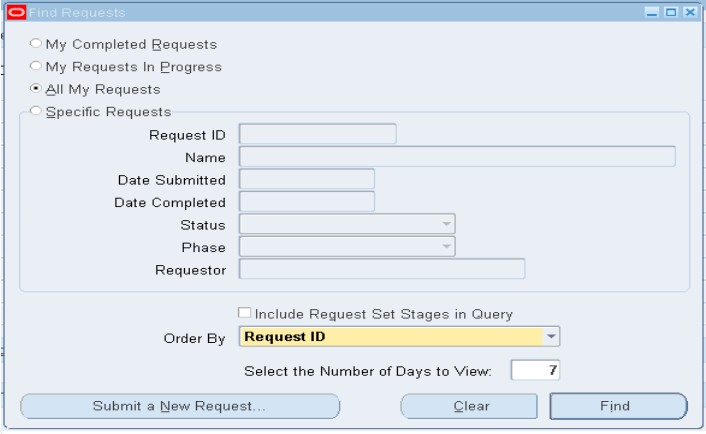 Find Requests
My Completed Requests
My Requests In Progress
All My Requests
Specific Requests
Request ID
Name
Date Submitted
Date Completed
Status
Phase
Requestor
Include Request Set Stages in Query
Order By Request ID
Select the Number of Days to View: 7
Submit a New Request... Clear Find